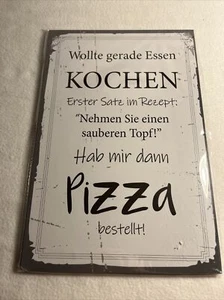 Wollte gerade Essen
KOCHEN
Erster Satz im Rezept:
"Nehmen Sie einen
sauberen Topf!"
Hab mir dann
Pizza
bestellt!